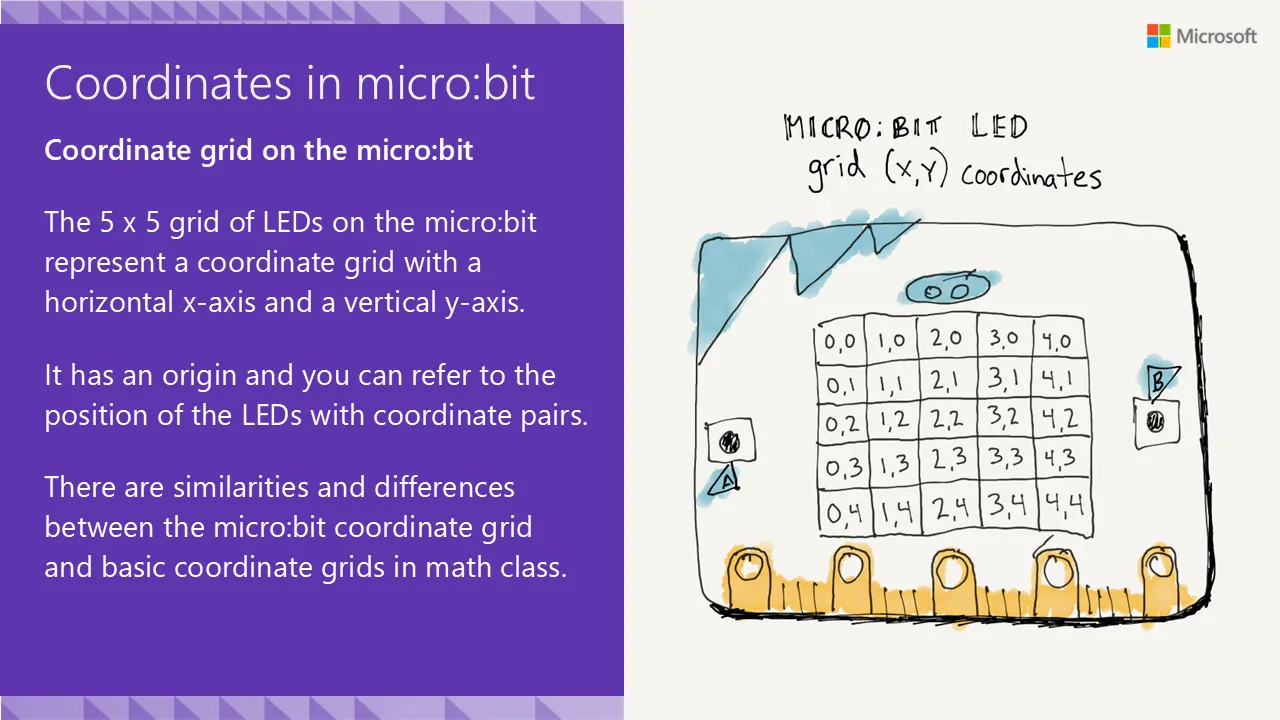 Coordinates in micro:bit
Coordinate grid on the micro:bit
The 5 x 5 grid of LEDs on the micro:bit
represent a coordinate grid with a
horizontal x-axis and a vertical y-axis.
It has an origin and you can refer to the
position of the LEDs with coordinate pairs.
There are similarities and differences
between the micro:bit coordinate grid
and basic coordinate grids in math class.
Microsoft
MICRO:BIT LED
grid (X,Y) coordinates
0,0 1,0 2,0 3,0 4,0
0,1 1,1 2,1 3,1 4,1
0,2 1,2 2,2 3,2 4,2
0,3 1,3 2,3 3,3 4,3
0,4 1,4 2,4 3,4 4,4
A
B